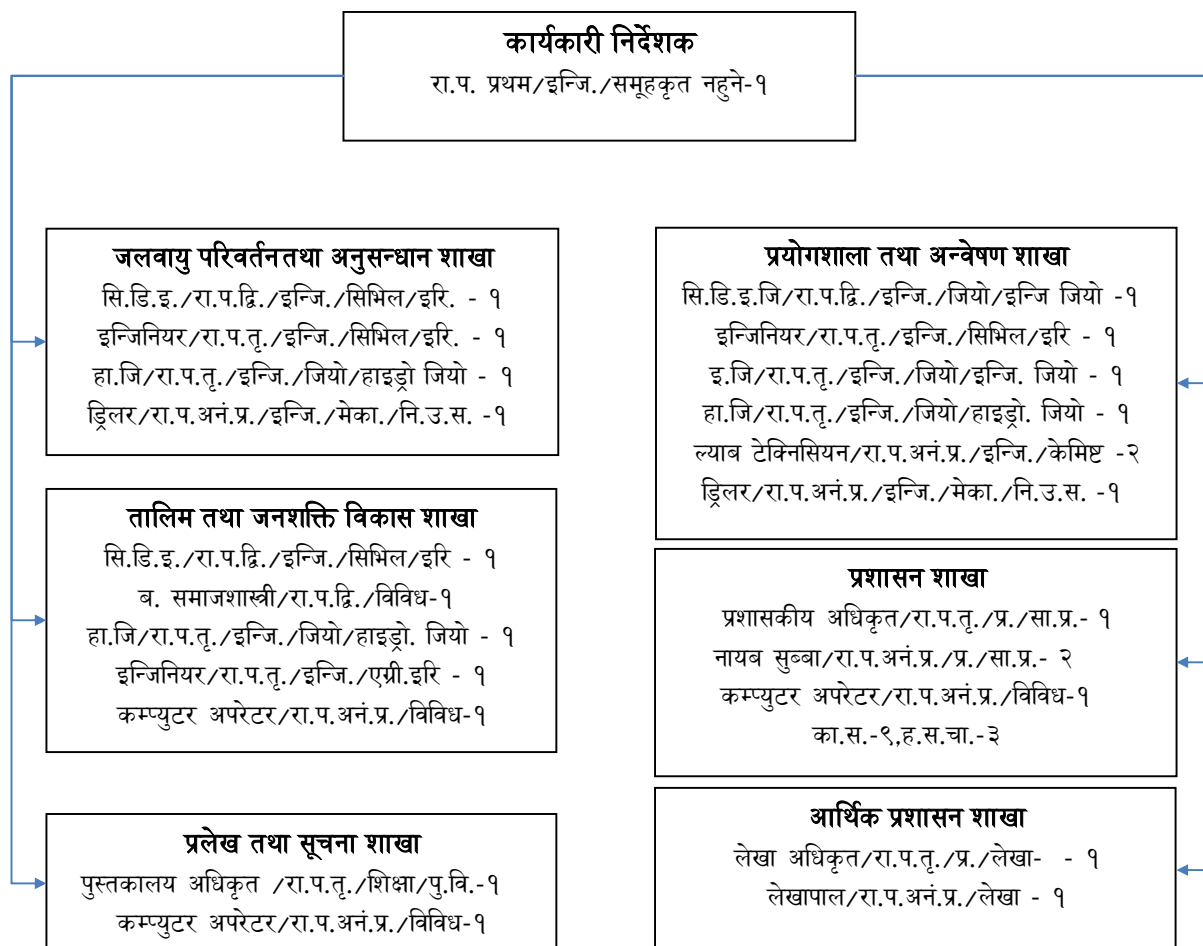 कार्यकारी निर्देशक
रा.प. प्रथम/इन्जि./समूहकृत नहुने-१
जलवायु परिवर्तनतथा अनुसन्धान शाखा
सि.डि.इ./रा.प.द्वि./इन्जि./सिभिल/इरि. - १
इन्जिनियर/रा.प.तृ./इन्जि./सिभिल/इरि. - १
हा.जि/रा.प.तृ./इन्जि./जियो/हाइड्रो जियो - १
ड्रिलर/रा.प.अनं.प्र./इन्जि./मेका./नि.उ.स. -१
तालिम तथा जनशक्ति विकास शाखा
सि.डि.इ./रा.प.द्वि./इन्जि./सिभिल/इरि - १
ब. समाजशास्त्री/रा.प.द्वि./विविध-१
हा.जि/रा.प.तृ./इन्जि./जियो/हाइड्रो. जियो - १
इन्जिनियर/रा.प.तृ./इन्जि./एग्री.इरि - १
कम्प्युटर अपरेटर/रा.प.अनं.प्र./विविध-१
प्रलेख तथा सूचना शाखा
पुस्तकालय अधिकृत /रा.प.तृ./शिक्षा/पु.वि.-१
कम्प्युटर अपरेटर/रा.प.अनं.प्र./विविध-१
प्रयोगशाला तथा अन्वेषण शाखा
सि.डि.इ.जि/रा.प.द्वि./इन्जि./जियो/इन्जि जियो -१
इन्जिनियर/रा.प.तृ./इन्जि./सिभिल/इरि - १
इ.जि/रा.प.तृ./इन्जि./जियो/इन्जि. जियो - १
हा.जि/रा.प.तृ./इन्जि./जियो/हाइड्रो. जियो - १
ल्याब टेक्निसियन/रा.प.अनं.प्र./इन्जि./केमिष्ट -२
ड्रिलर/रा.प.अनं.प्र./इन्जि./मेका./नि.उ.स. -१
प्रशासन शाखा
प्रशासकीय अधिकृत/रा.प.तृ./प्र./सा.प्र.- १
नायब सुब्बा/रा.प.अनं.प्र./प्र./सा.प्र.- २
कम्प्युटर अपरेटर/रा.प.अनं.प्र./विविध-१
का.स.-९,ह.स.चा.-३
आर्थिक प्रशासन शाखा
लेखा अधिकृत/रा.प.तृ./प्र./लेखा- - १
लेखापाल/रा.प.अनं.प्र./लेखा - १